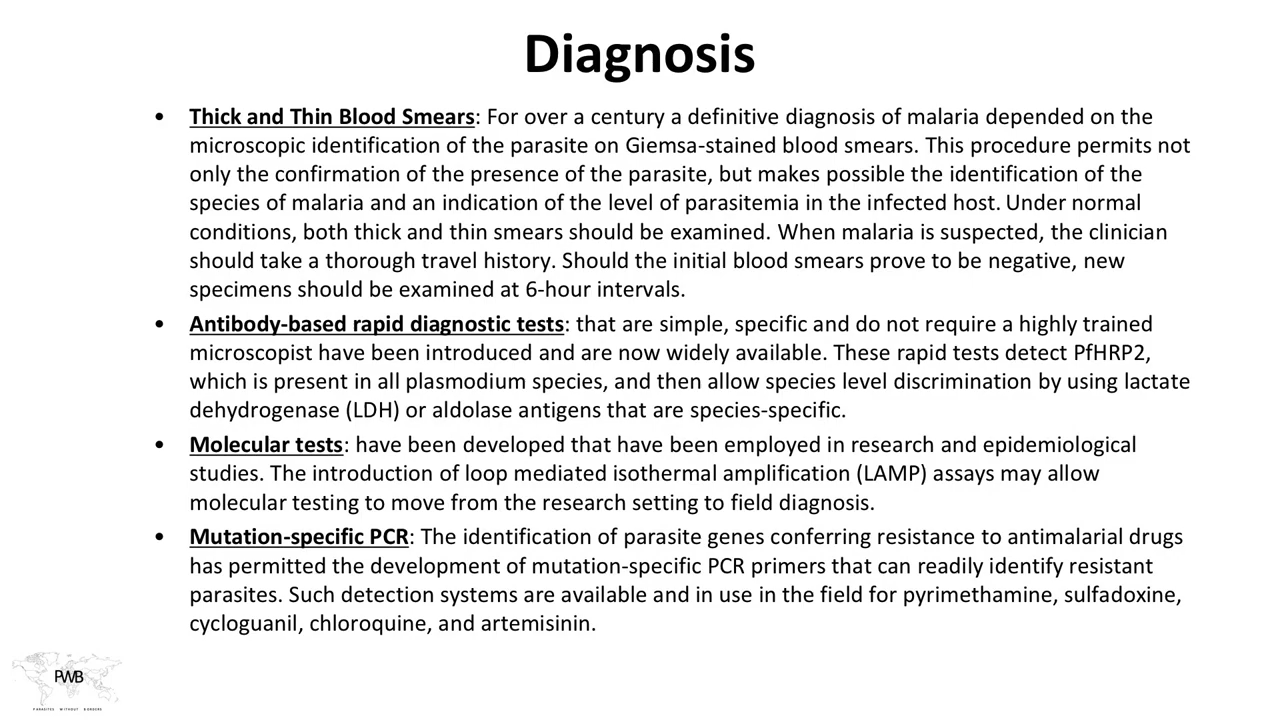 Diagnosis
• Thick and Thin Blood Smears: For over a century a definitive diagnosis of malaria depended on the
microscopic identification of the parasite on Giemsa-stained blood smears. This procedure permits not
only the confirmation of the presence of the parasite, but makes possible the identification of the
species of malaria and an indication of the level of parasitemia in the infected host. Under normal
conditions, both thick and thin smears should be examined. When malaria is suspected, the clinician
should take a thorough travel history. Should the initial blood smears prove to be negative, new
specimens should be examined at 6-hour intervals.
• Antibody-based rapid diagnostic tests: that are simple, specific and do not require a highly trained
microscopist have been introduced and are now widely available. These rapid tests detect PfHRP2,
which is present in all plasmodium species, and then allow species level discrimination by using lactate
dehydrogenase (LDH) or aldolase antigens that are species-specific.
• Molecular tests: have been developed that have been employed in research and epidemiological
studies. The introduction of loop mediated isothermal amplification (LAMP) assays may allow
molecular testing to move from the research setting to field diagnosis.
• Mutation-specific PCR: The identification of parasite genes conferring resistance to antimalarial drugs
has permitted the development of mutation-specific PCR primers that can readily identify resistant
parasites. Such detection systems are available and in use in the field for pyrimethamine, sulfadoxine,
cycloguanil, chloroquine, and artemisinin.
PWB
PARASITES WITHOUT BORDERS